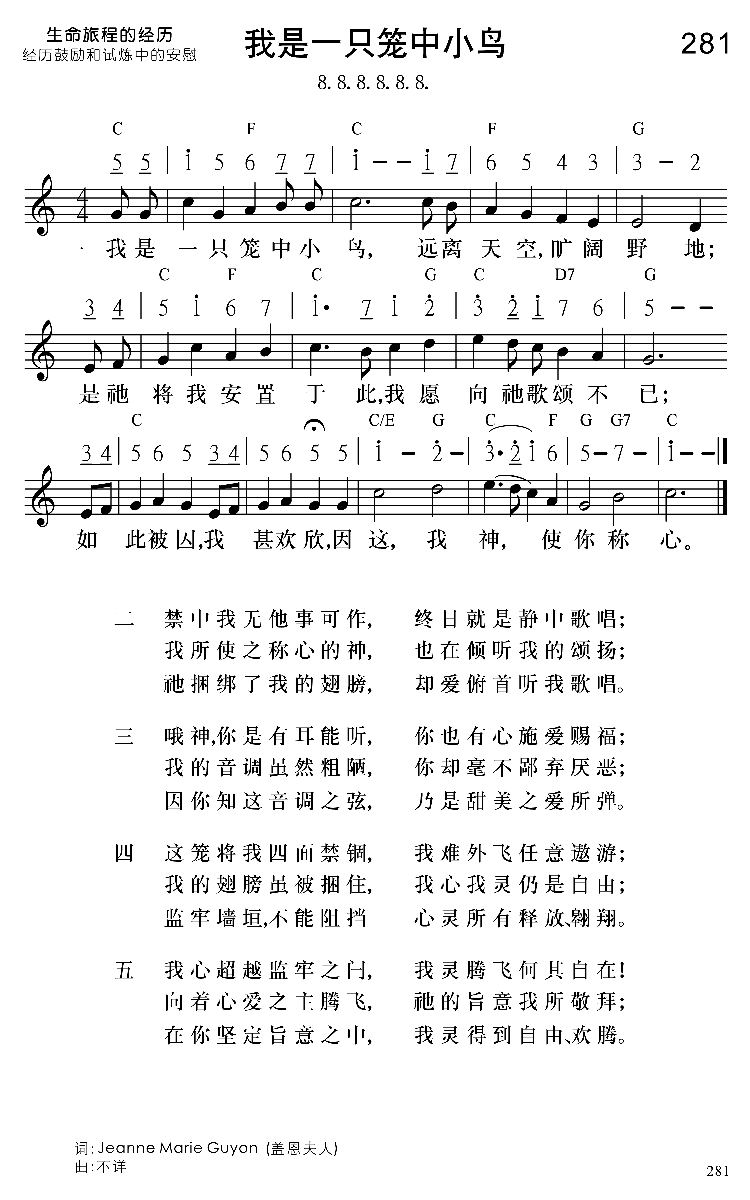 生命旅程的经历
经历鼓励和试炼中的安慰
我是一只笼中小鸟
281
8. 8. 8. 8. 8. 8.
C F C F G
5 5 | i 5 6 7 7 | i – – i 7 | 6 5 4 3 | 3 – 2
4
4
· 我是 一只笼中小 鸟, 远离 天空,旷阔 野 地;
C F C G C D7 G
3 4 | 5 i 6 7 | i· 7 i 2 | 3 2 i 7 6 | 5 – –
是祂 将我安置 于 此,我愿 向祂歌颂不 已;
C C/E G C F G G7 C
3 4 | 5 6 5 3 4 | 5 6 5 5 | i – 2 – | 3· 2 i 6 | 5 – 7 – | i – – ‖
如 此被囚,我 甚欢欣,因这, 我 神, 使你称 心。
二 禁中我无他事可作, 终日就是静中歌唱;
我所使之称心的神, 也在倾听我的颂扬;
祂捆绑了我的翅膀, 却爱俯首听我歌唱。
三 哦神,你是有耳能听, 你也有心施爱赐福;
我的音调虽然粗陋, 你却毫不鄙弃厌恶;
因你知这音调之弦, 乃是甜美之爱所弹。
四 这笼将我四面禁锢, 我难外飞任意遨游;
我的翅膀虽被捆住, 我心我灵仍是自由;
监牢墙垣,不能阻挡 心灵所有释放、翱翔。
五 我心超越监牢之闩, 我灵腾飞何其自在!
向着心爱之主腾飞, 祂的旨意我所敬拜;
在你坚定旨意之中, 我灵得到自由、欢腾。
词: Jeanne Marie Guyon (盖恩夫人)
曲:不详
281